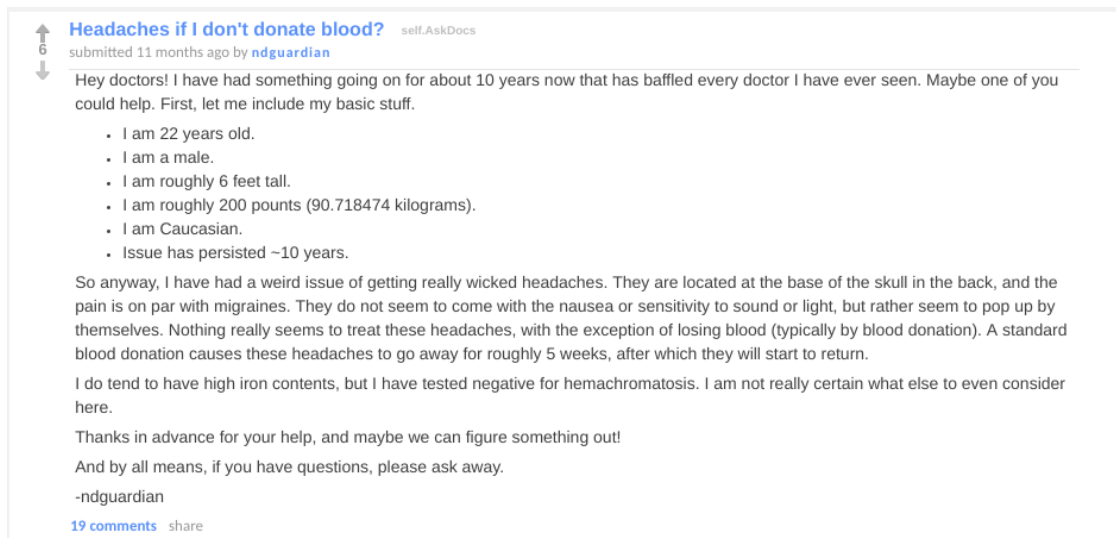 Headaches if I don't donate blood? self.AskDocs
6
submitted 11 months ago by ndguardian
Hey doctors! I have had something going on for about 10 years now that has baffled every doctor I have ever seen. Maybe one of you
could help. First, let me include my basic stuff.
• I am 22 years old.
• I am a male.
• I am roughly 6 feet tall.
• I am roughly 200 pounts (90.718474 kilograms).
• I am Caucasian.
• Issue has persisted ~10 years.
So anyway, I have had a weird issue of getting really wicked headaches. They are located at the base of the skull in the back, and the
pain is on par with migraines. They do not seem to come with the nausea or sensitivity to sound or light, but rather seem to pop up by
themselves. Nothing really seems to treat these headaches, with the exception of losing blood (typically by blood donation). A standard
blood donation causes these headaches to go away for roughly 5 weeks, after which they will start to return.
I do tend to have high iron contents, but I have tested negative for hemachromatosis. I am not really certain what else to even consider
here.
Thanks in advance for your help, and maybe we can figure something out!
And by all means, if you have questions, please ask away.
-ndguardian
19 comments share